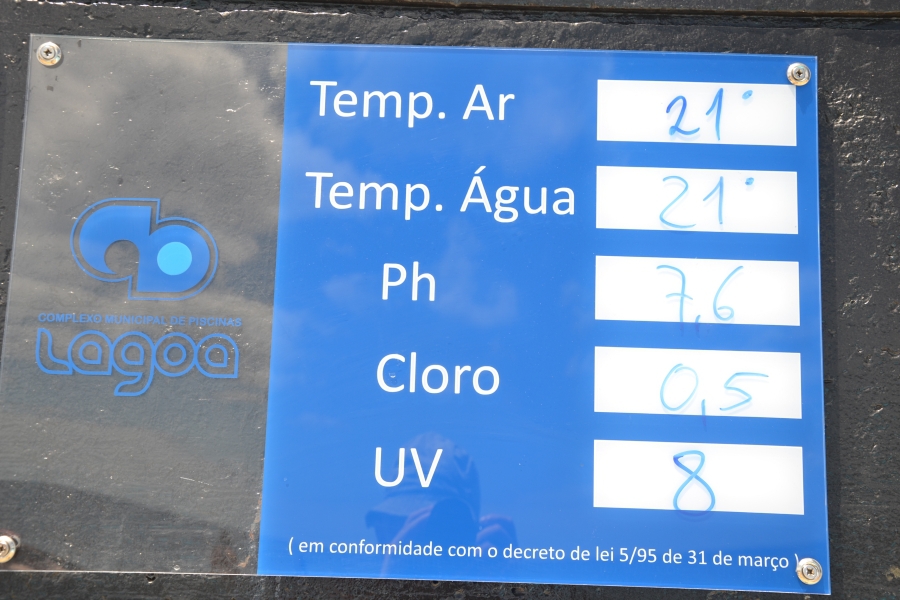 COMPLEXO MUNICIPAL DE PISCINAS
Lagoa
Temp. Ar 21°
Temp. Água 21°
Ph 7,6
Cloro 0,5
UV 8
( em conformidade com o decreto de lei 5/95 de 31 de março )